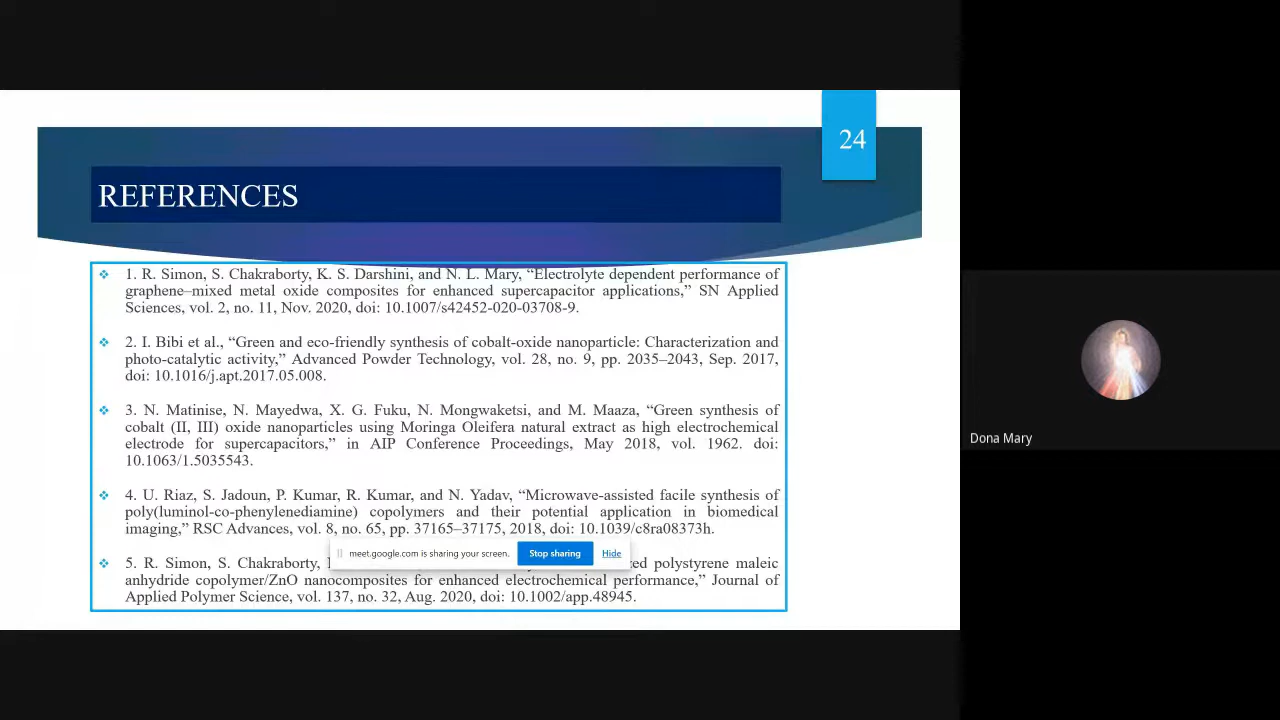 24
REFERENCES
1. R. Simon, S. Chakraborty, K. S. Darshini, and N. L. Mary, “Electrolyte dependent performance of
graphene–mixed metal oxide composites for enhanced supercapacitor applications,” SN Applied
Sciences, vol. 2, no. 11, Nov. 2020, doi: 10.1007/s42452-020-03708-9.
2. I. Bibi et al., “Green and eco-friendly synthesis of cobalt-oxide nanoparticle: Characterization and
photo-catalytic activity,” Advanced Powder Technology, vol. 28, no. 9, pp. 2035–2043, Sep. 2017,
doi: 10.1016/j.apt.2017.05.008.
3. N. Matinise, N. Mayedwa, X. G. Fuku, N. Mongwaketsi, and M. Maaza, “Green synthesis of
cobalt (II, III) oxide nanoparticles using Moringa Oleifera natural extract as high electrochemical
electrode for supercapacitors,” in AIP Conference Proceedings, May 2018, vol. 1962. doi:
10.1063/1.5035543.
4. U. Riaz, S. Jadoun, P. Kumar, R. Kumar, and N. Yadav, “Microwave-assisted facile synthesis of
poly(luminol-co-phenylenediamine) copolymers and their potential application in biomedical
imaging,” RSC Advances, vol. 8, no. 65, pp. 37165–37175, 2018, doi: 10.1039/c8ra08373h.
meet.google.com is sharing your screen. Stop sharing Hide
5. R. Simon, S. Chakraborty, polystyrene maleic
anhydride copolymer/ZnO nanocomposites for enhanced electrochemical performance,” Journal of
Applied Polymer Science, vol. 137, no. 32, Aug. 2020, doi: 10.1002/app.48945.
Dona Mary